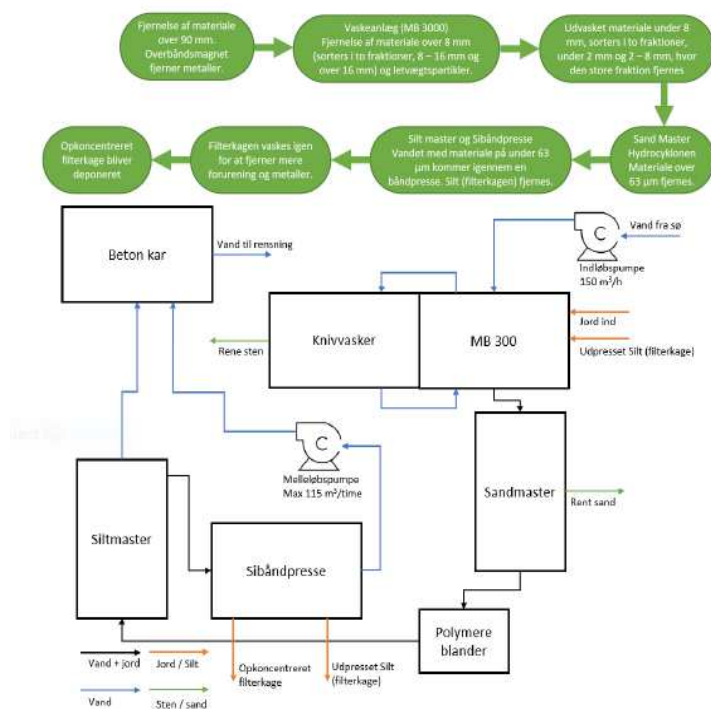 Fjernelse af materiale
over 90 mm.
Overbåndsmagnet
fjerner metaller.
Vaskeanlæg (MB 3000)
Fjernelse af materiale over 8 mm
(sorters i to fraktioner, 8 – 16 mm og
over 16 mm) og letvægtspartikler.
Udvasket materiale under 8
mm, sorters i to fraktioner,
under 2 mm og 2 – 8 mm, hvor
den store fraktion fjernes
Opkoncentreret
filterkage bliver
deponeret
Filterkagen vaskes igen
for at fjerner mere
forurening og metaller.
Silt master og Sibåndpresse
Vandet med materiale på under 63
µm kommer igennem en
båndpresse. Silt (filterkagen) fjernes.
Sand Master
Hydrocyklonen
Materiale over
63 µm fjernes.
Beton kar
Vand til rensning
C
Vand fra sø
Indløbspumpe
150 m³/h
Knivvasker
MB 300
Jord ind
Udpresset Silt (filterkage)
Rene sten
C
Melleløbspumpe
Max 115 m³/time
Sandmaster
Rent sand
Siltmaster
Sibåndpresse
Polymere
blander
Vand + jord
Jord / Silt
Opkoncentreret
filterkage
Udpresset Silt
(filterkage)
Vand
Sten / sand